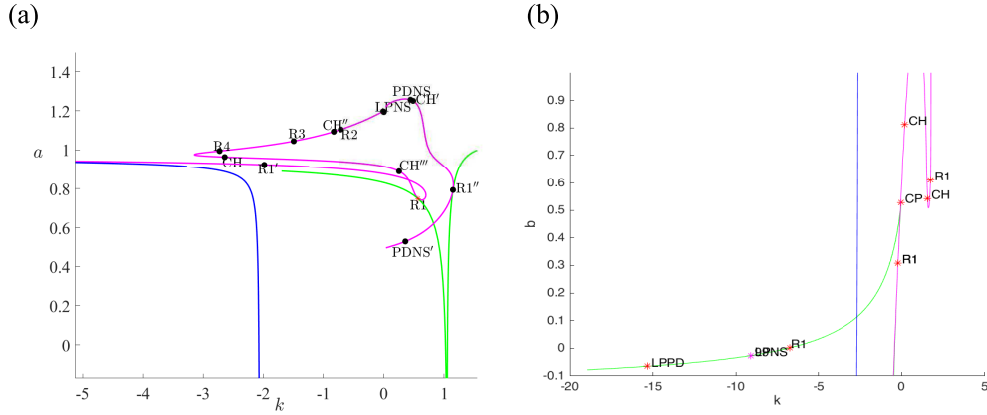 (a)
(b)
1.4
1.2
1
0.8
0.6
0.4
0.2
0
a
-5
-4
-3
-2
-1
0
1
k
PDNS
LPNS
CH′
CH″
R2
R3
R4
CH
R1′
CH‴
R1
R1″
PDNS′
0.9
0.8
0.7
0.6
0.5
0.4
0.3
0.2
0.1
0
-0.1
b
-20
-15
-10
-5
0
5
k
CH
R1
CH
CP
R1
R1
LPNS
LPPD